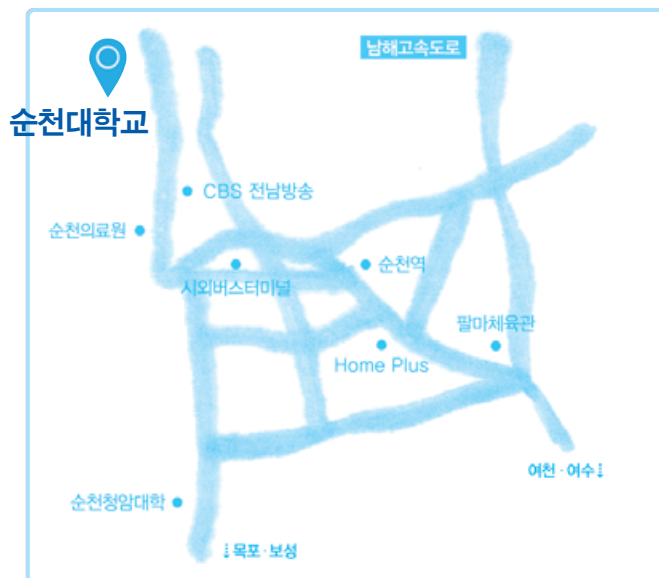 남해고속도로
순천대학교
CBS 전남방송
순천의료원
순천역
시외버스터미널
팔마체육관
Home Plus
여천·여수⇣
순천청암대학
⇣목포·보성